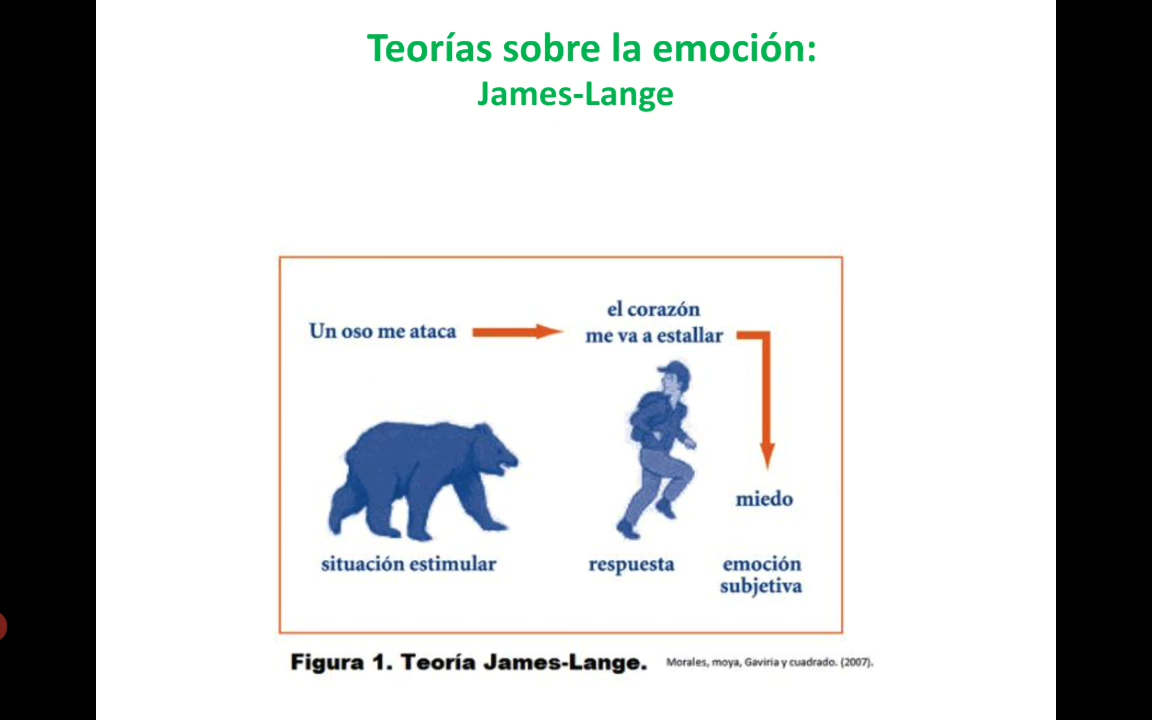 Teorías sobre la emoción:
James-Lange
Un oso me ataca
el corazón
me va a estallar
miedo
situación estimular
respuesta
emoción
subjetiva
Figura 1. Teoría James-Lange.
Morales, moya, Gaviria y cuadrado. (2007).